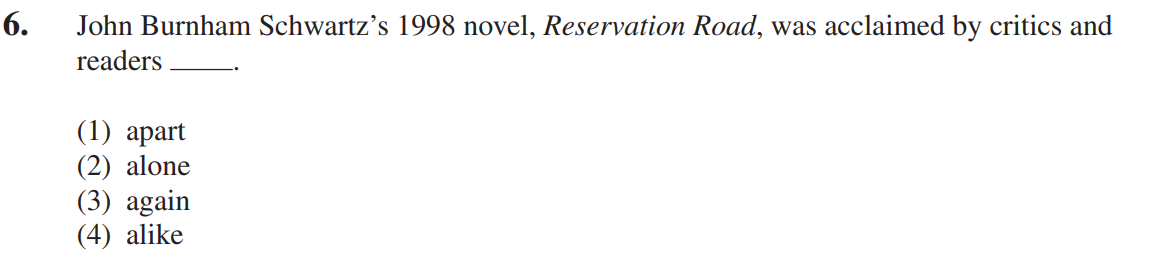 6. John Burnham Schwartz’s 1998 novel, Reservation Road, was acclaimed by critics and
readers _____.
(1) apart
(2) alone
(3) again
(4) alike